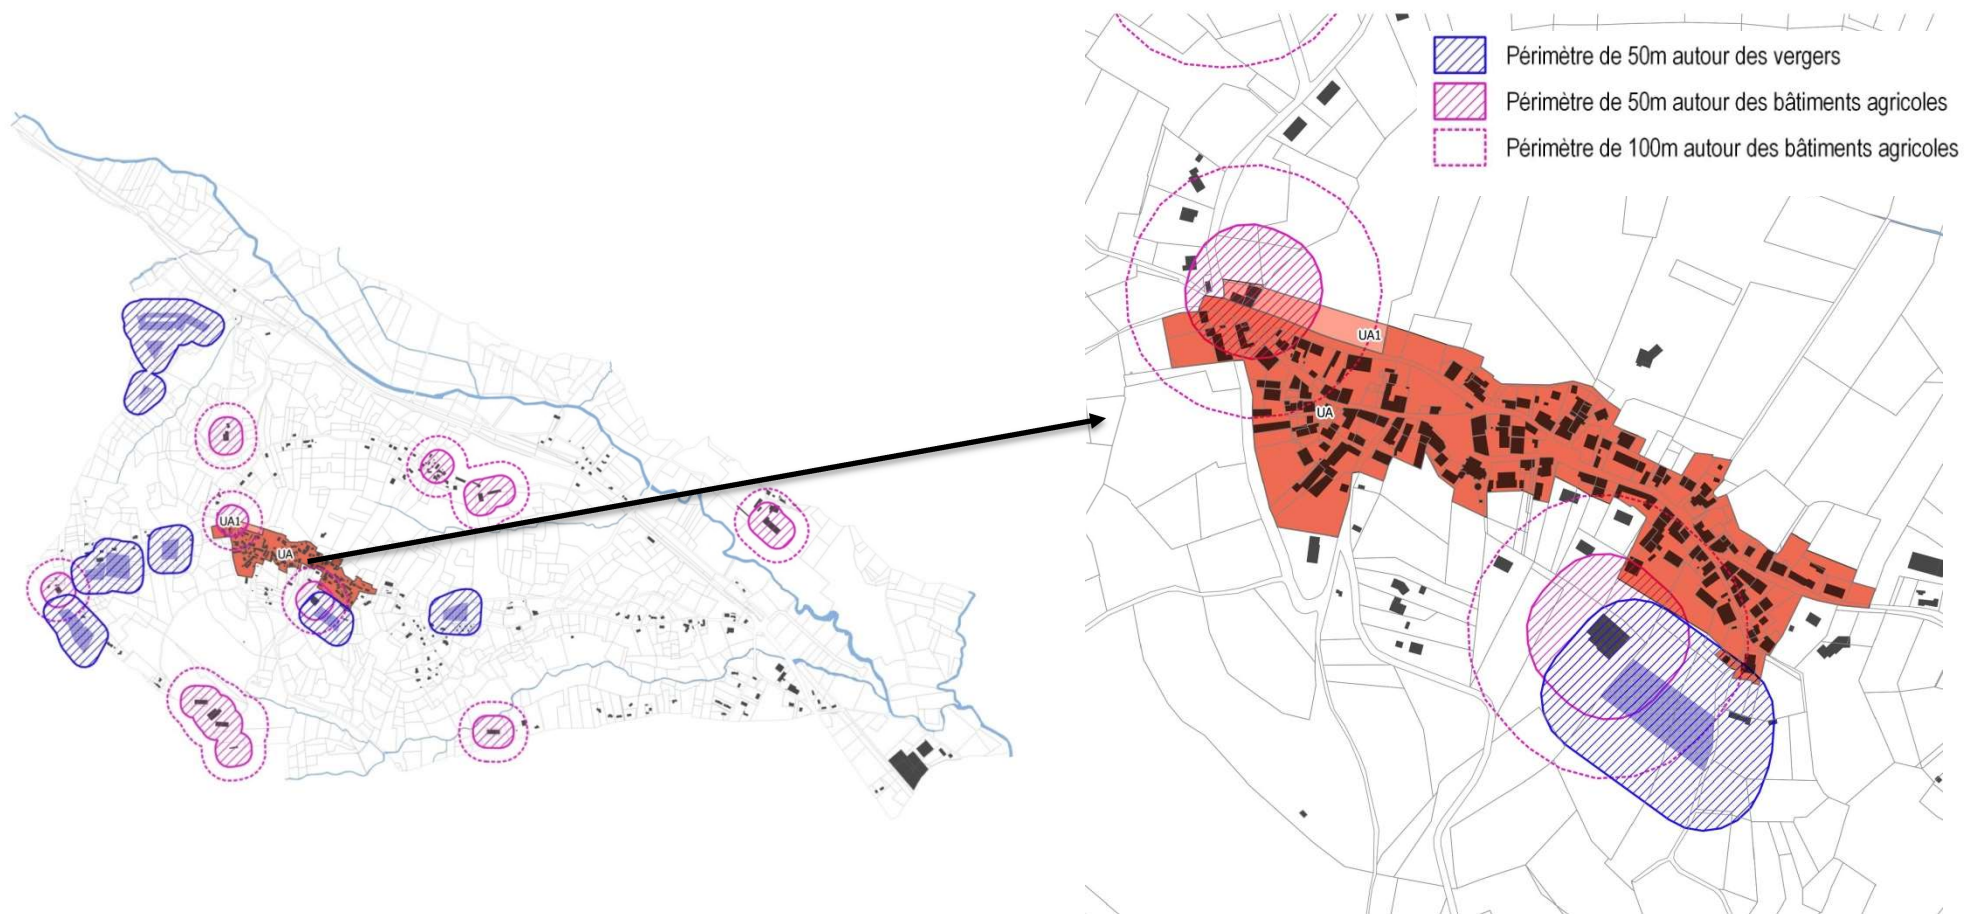 UA1
UA
Périmètre de 50m autour des vergers
Périmètre de 50m autour des bâtiments agricoles
Périmètre de 100m autour des bâtiments agricoles
UA1
UA